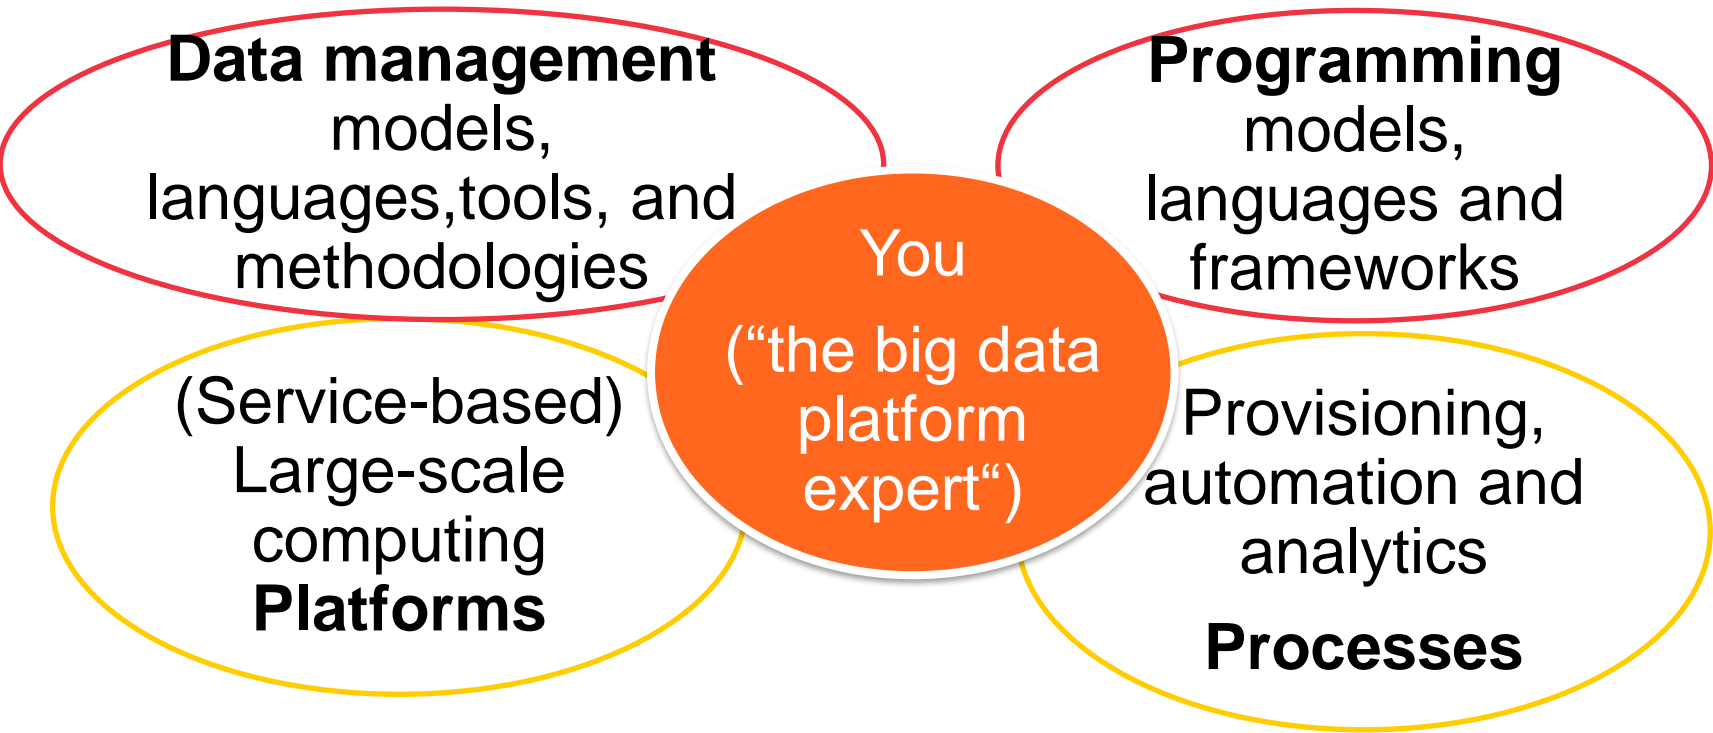 Data management
models,
languages,tools, and
methodologies
Programming
models,
languages and
frameworks
You
(“the big data
platform
expert“)
(Service-based)
Large-scale
computing
Platforms
Provisioning,
automation and
analytics
Processes